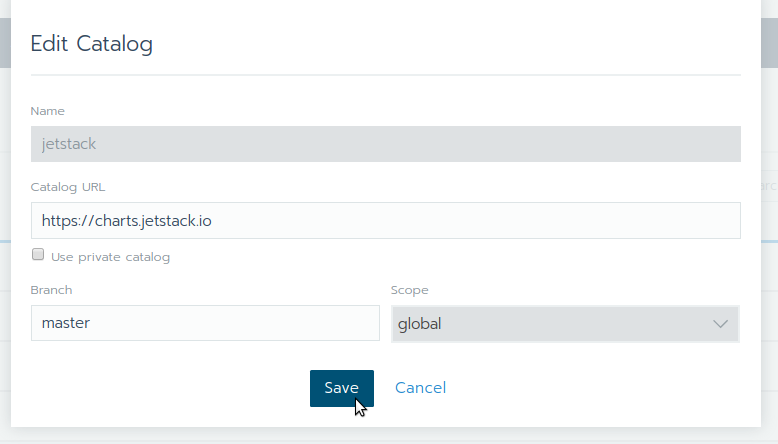 Edit Catalog
Name
jetstack
Catalog URL
https://charts.jetstack.io
Use private catalog
Branch
Scope
master
global
Save
Cancel